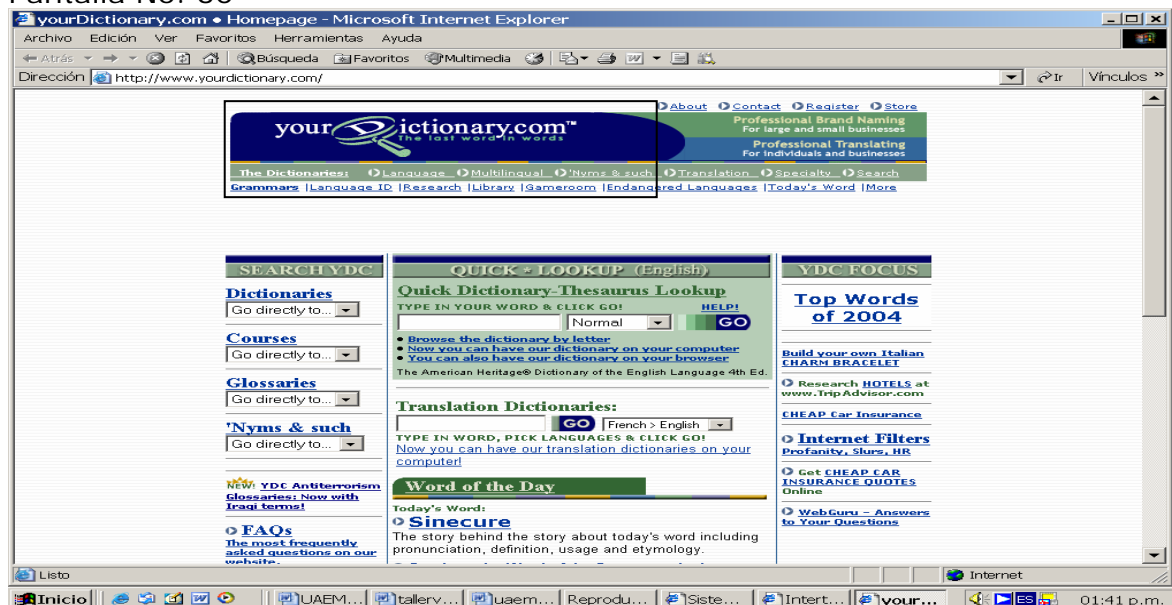 yourDictionary.com • Homepage - Microsoft Internet Explorer
Archivo Edición Ver Favoritos Herramientas Ayuda
Atrás Búsqueda Favoritos Multimedia
Dirección http://www.yourdictionary.com/ Ir Vínculos »
About Contact Register Store
yourDictionary.com™
The last word in words
Professional Brand Naming
For large and small businesses
Professional Translating
For individuals and businesses
The Dictionaries: Language Multilingual 'Nyms & such Translation Specialty Search
Grammars |Language ID |Research |Library |Gameroom |Endangered Languages |Today's Word |More
SEARCH YDC
Dictionaries
Go directly to...
Courses
Go directly to...
Glossaries
Go directly to...
'Nyms & such
Go directly to...
NEW! YDC Antiterrorism
Glossaries: Now with
Iraqi terms!
FAQs
The most frequently
asked questions on our
website.
QUICK * LOOKUP (English)
Quick Dictionary-Thesaurus Lookup
TYPE IN YOUR WORD & CLICK GO! HELP!
Normal GO
• Browse the dictionary by letter
• Now you can have our dictionary on your computer
• You can also have our dictionary on your browser
The American Heritage® Dictionary of the English Language 4th Ed.
Translation Dictionaries:
GO French > English
TYPE IN WORD, PICK LANGUAGES & CLICK GO!
Now you can have our translation dictionaries on your
computer!
Word of the Day
Today's Word:
Sinecure
The story behind the story about today's word including
pronunciation, definition, usage and etymology.
YDC FOCUS
Top Words
of 2004
Build your own Italian
CHARM BRACELET
Research HOTELS at
www.TripAdvisor.com
CHEAP Car Insurance
Internet Filters
Profanity, Slurs, HR
Get CHEAP CAR
INSURANCE QUOTES
Online
WebGuru - Answers
to Your Questions
Listo Internet
Inicio UAEM... tallerv... uaem... Reprodu... Siste... Intert... your... ES 01:41 p.m.